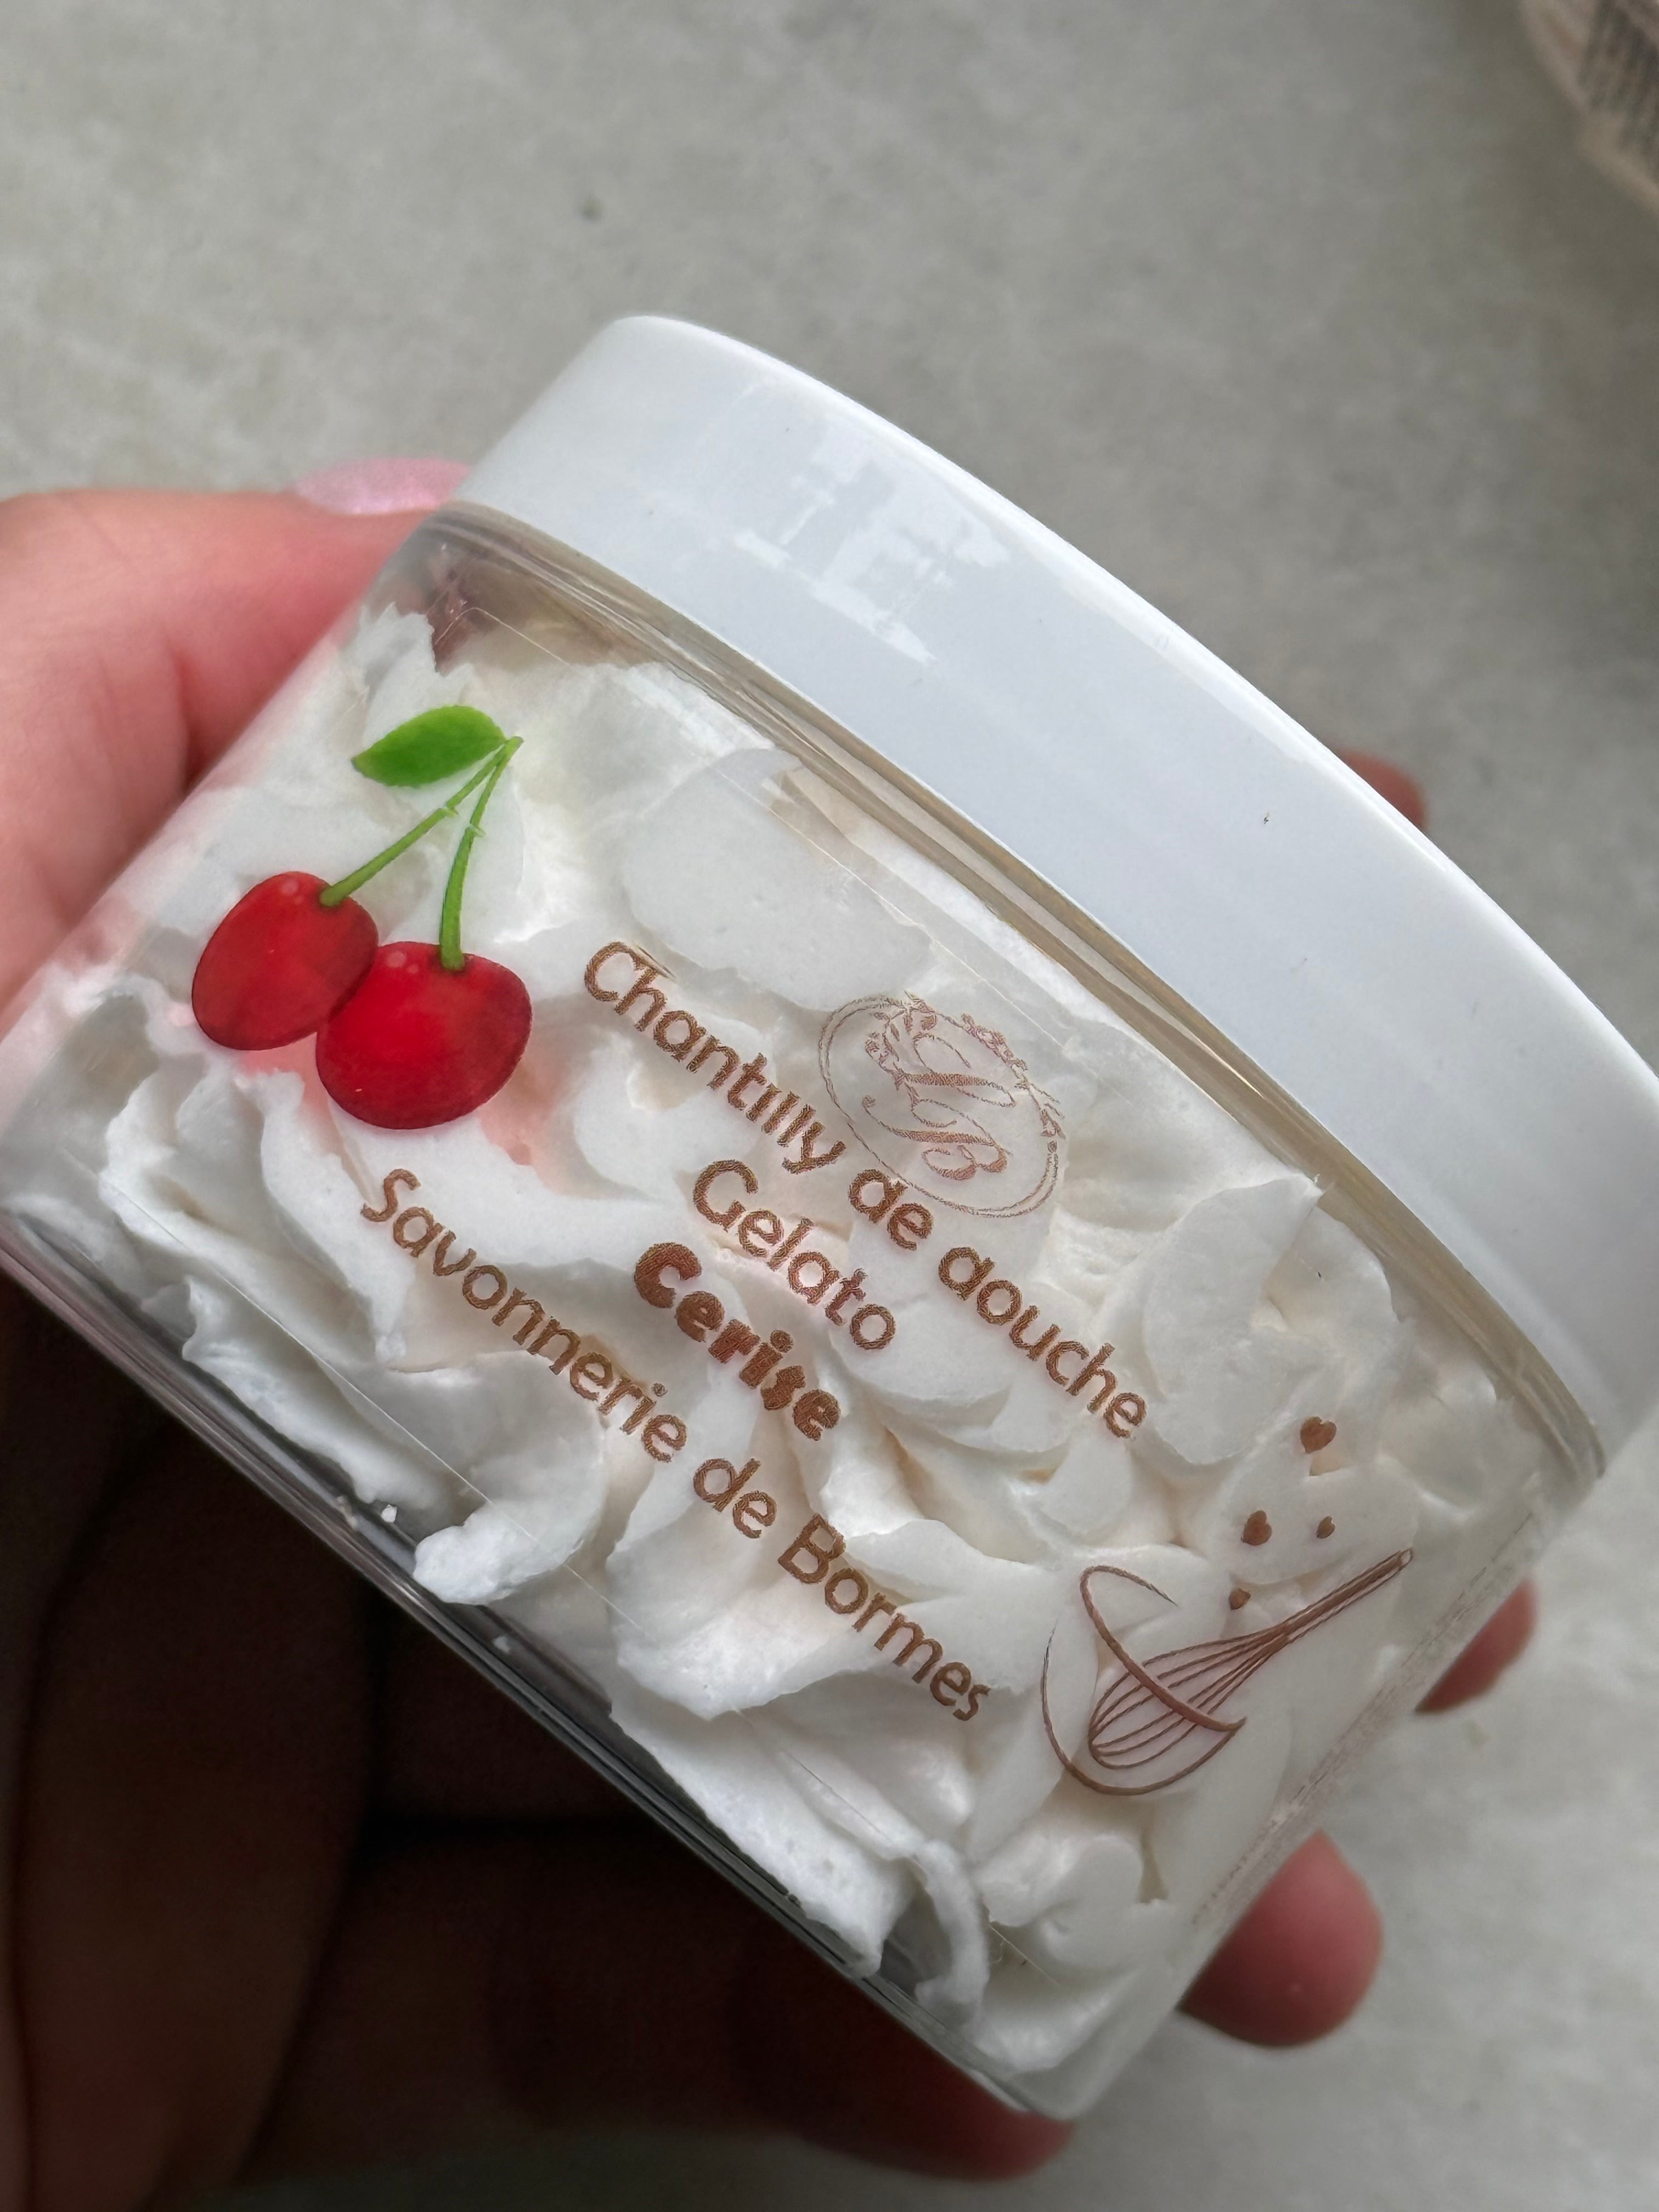 Chantilly de douche
Gelato
Cerise
Savonnerie de Bormes